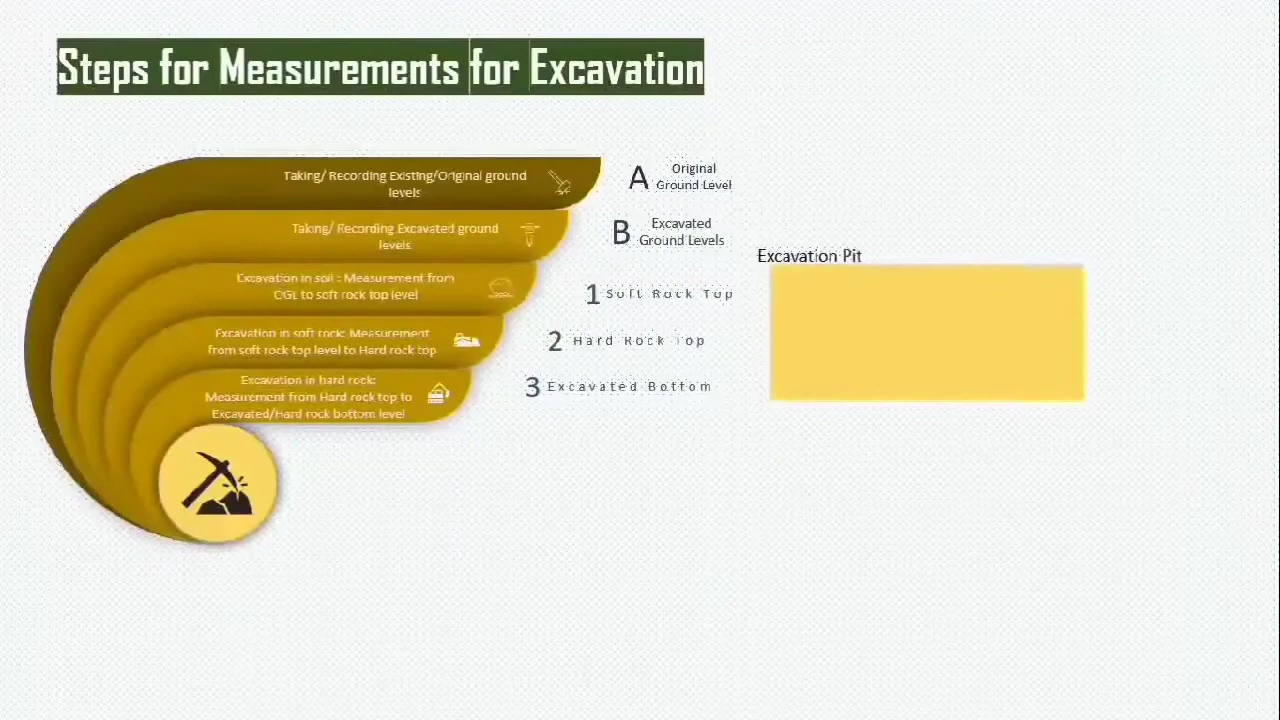 Steps for Measurements for Excavation
Taking/ Recording Existing/Original ground
levels
A
Original
Ground Level
Taking/ Recording Excavated ground
levels
B
Excavated
Ground Levels
Excavation Pit
Excavation in soil : Measurement from
OGL to soft rock top level
1 Soft Rock Top
Excavation in soft rock: Measurement
from soft rock top level to Hard rock top
2 Hard Rock Top
Excavation in hard rock:
Measurement from Hard rock top to
Excavated/Hard rock bottom level
3 Excavated Bottom